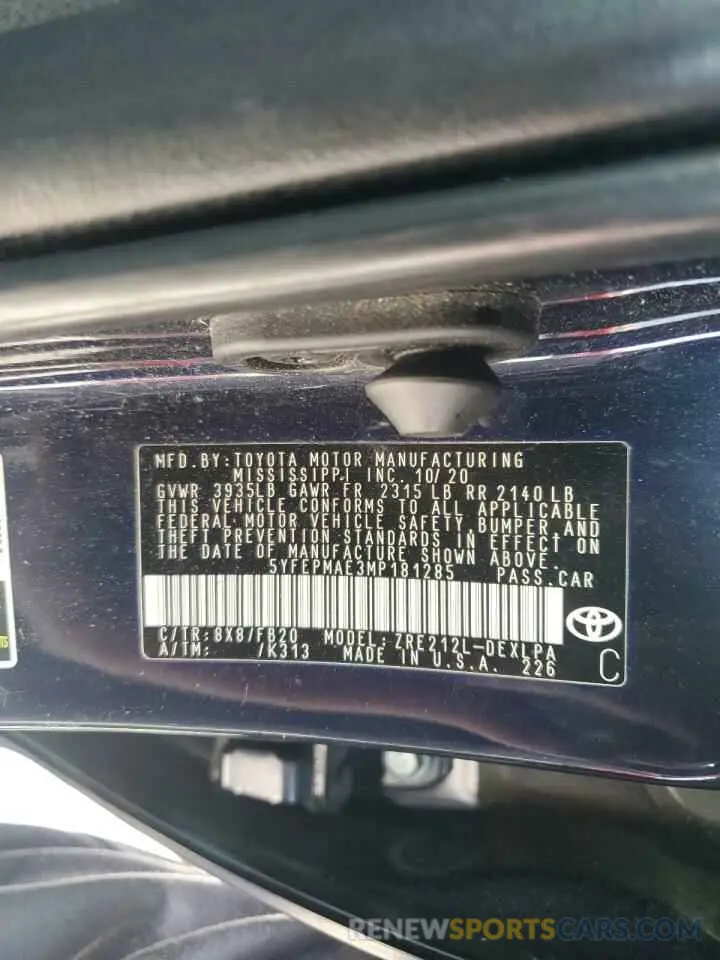 MFD.BY:TOYOTA MOTOR MANUFACTURING
MISSISSIPPI INC. 10/20
GVWR 3935LB GAWR FR 2315 LB RR 2140 LB
THIS VEHICLE CONFORMS TO ALL APPLICABLE
FEDERAL MOTOR VEHICLE SAFETY, BUMPER AND
THEFT PREVENTION STANDARDS IN EFFECT ON
THE DATE OF MANUFACTURE SHOWN ABOVE.
5YFEPMAE3MP181285 PASS.CAR
C/TR:8X8/FB20 MODEL:ZRE212L-DEXLPA
A/TM: /K313 MADE IN U.S.A. 226
C
RENEWSPORTSCARS.COM